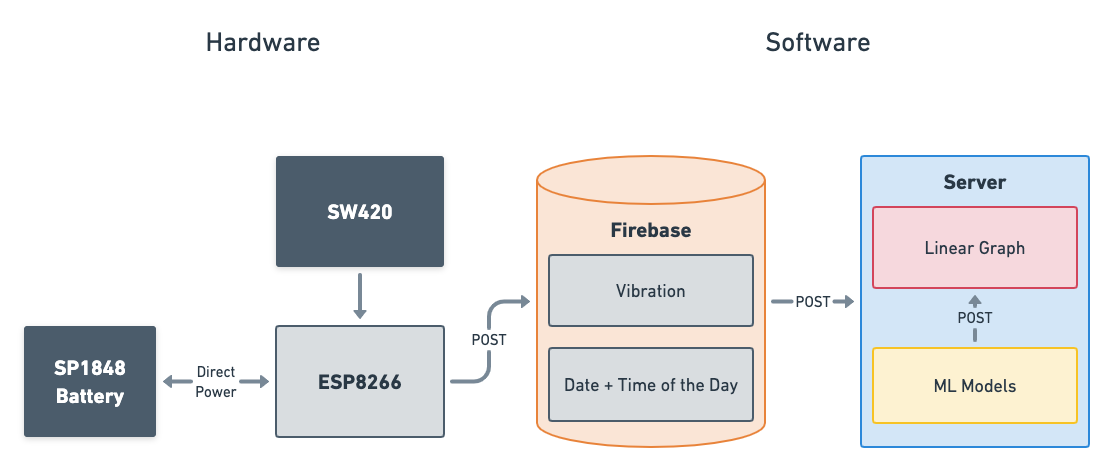 Hardware
Software
SW420
SP1848
Battery
Direct
Power
ESP8266
POST
Firebase
Vibration
Date + Time of the Day
POST
Server
Linear Graph
POST
ML Models